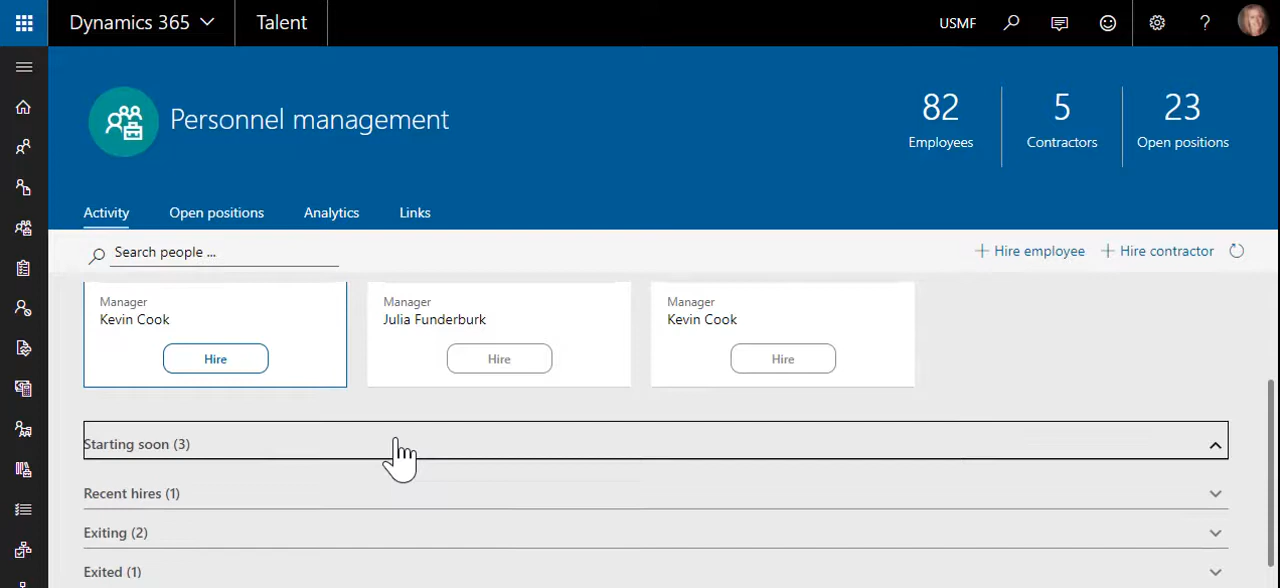 Dynamics 365 Talent USMF ?
Personnel management
82 5 23
Employees Contractors Open positions
Activity Open positions Analytics Links
Search people ... + Hire employee + Hire contractor
Manager Manager Manager
Kevin Cook Julia Funderburk Kevin Cook
Hire Hire Hire
Starting soon (3)
Recent hires (1)
Exiting (2)
Exited (1)